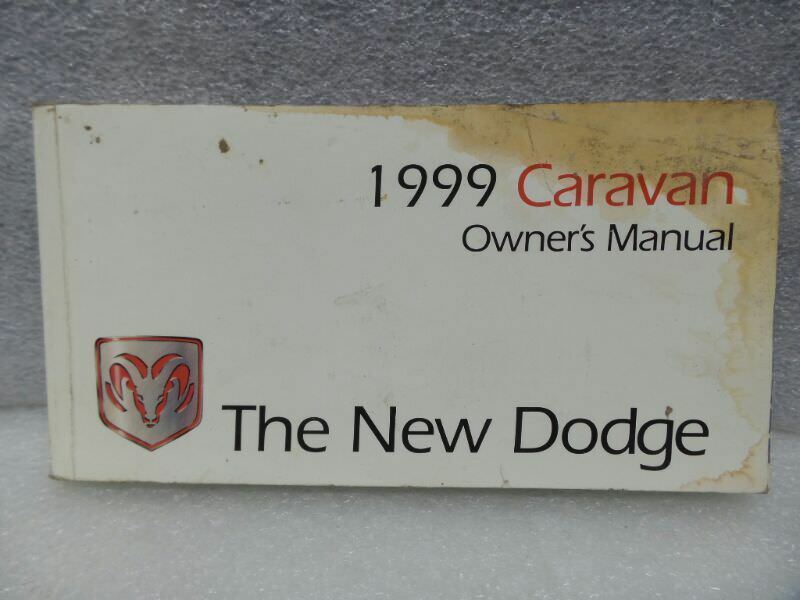 1999 Caravan
Owner's Manual
The New Dodge